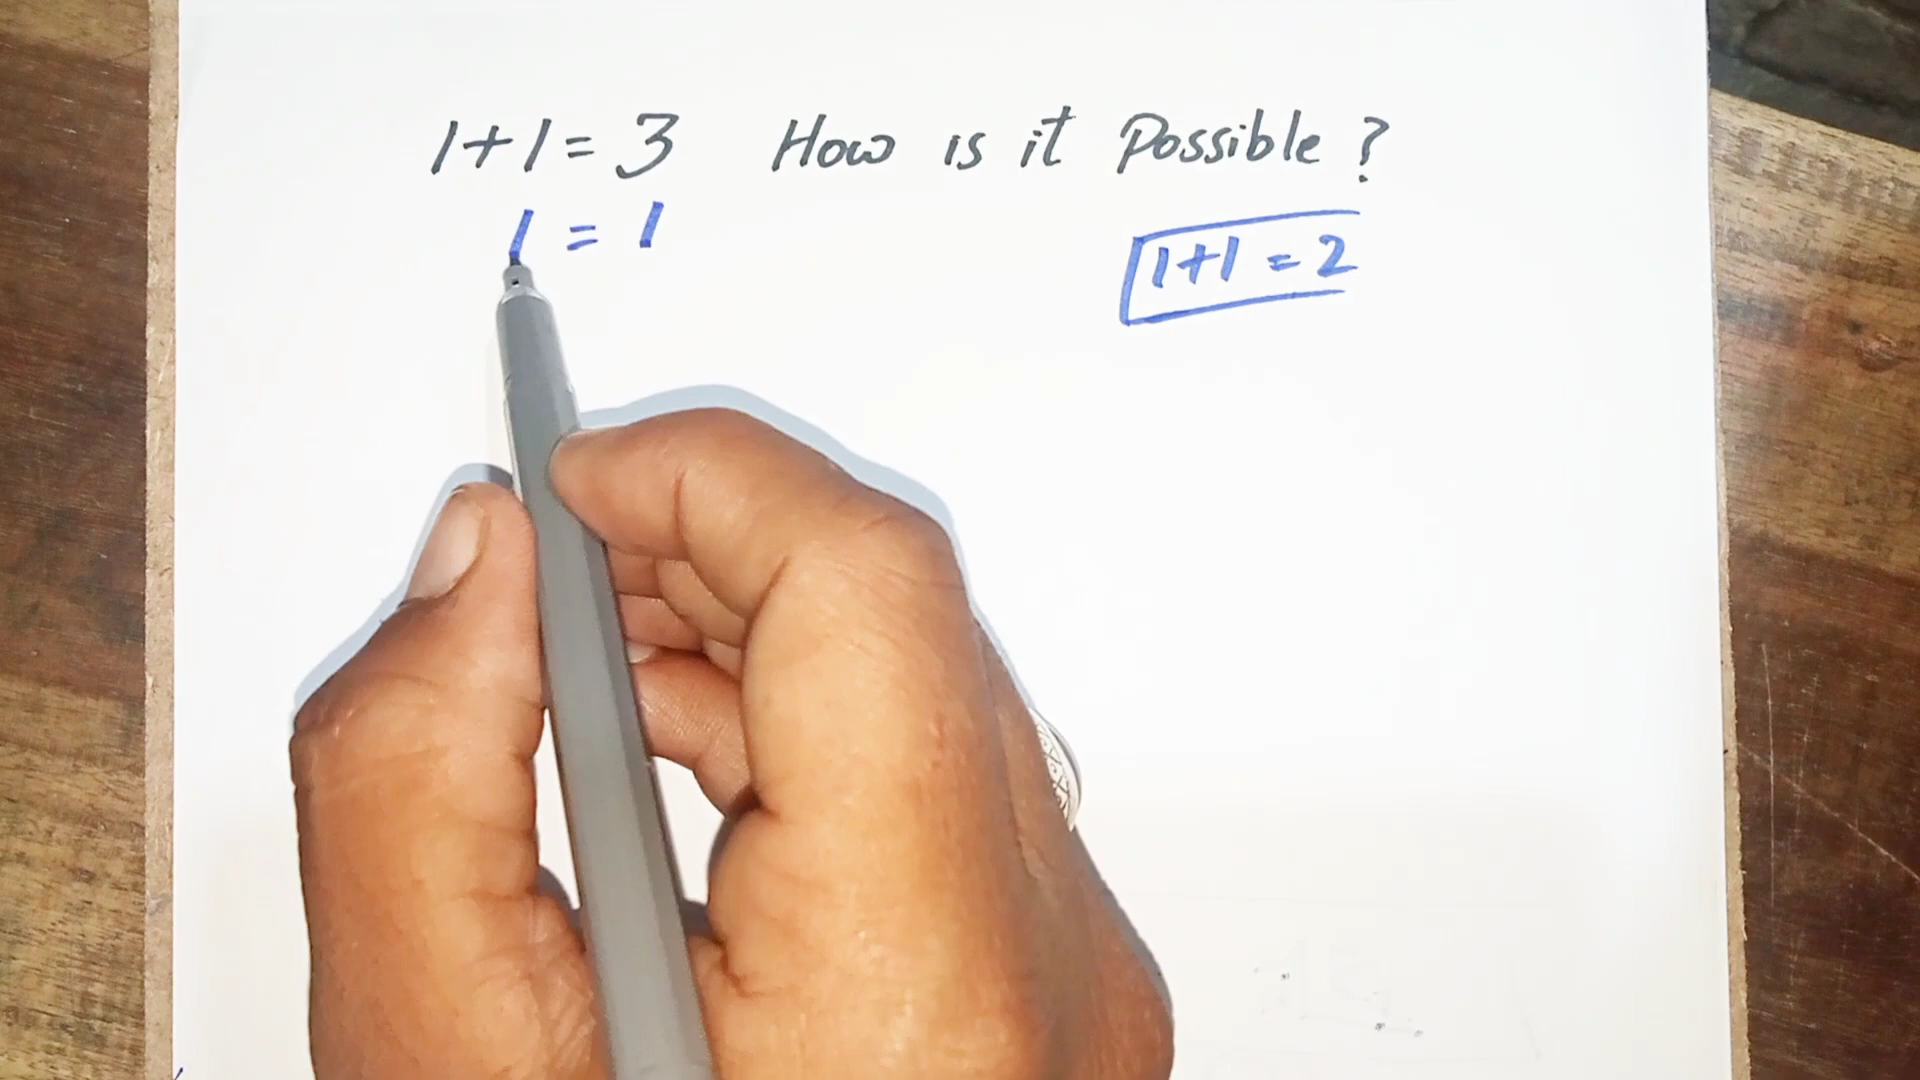 1+1=3 How is it Possible?
1 = 1
1+1=2